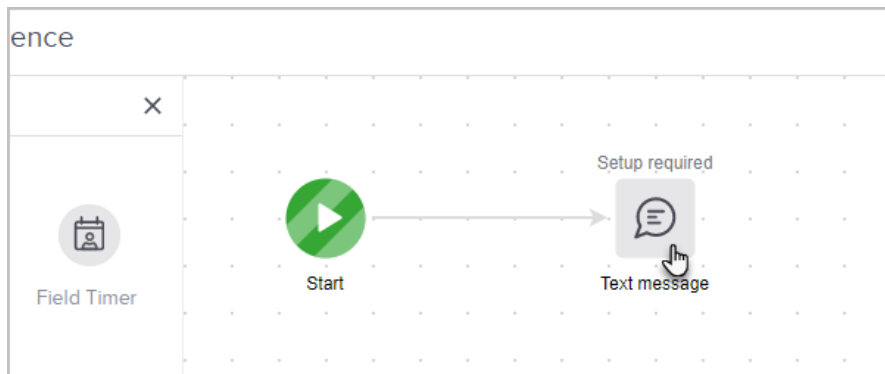 ence
Setup required
Start
Text message
Field Timer